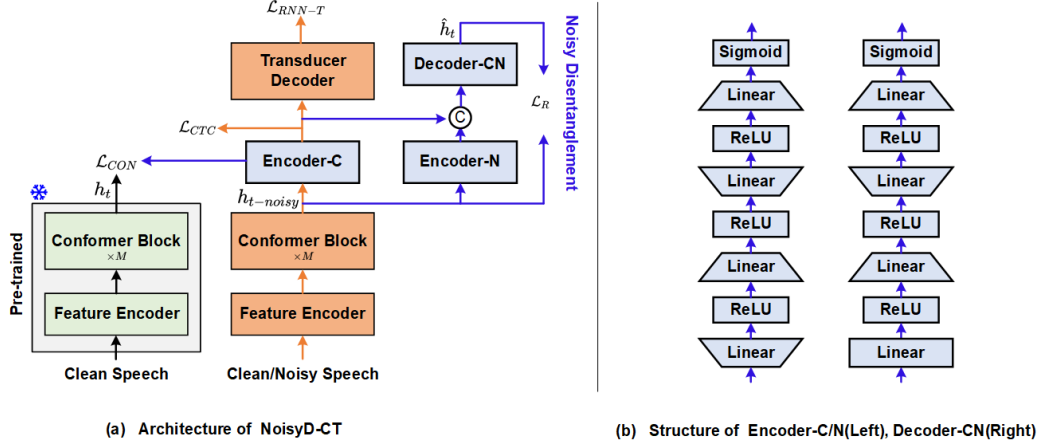 ℒ_{RNN−T}
Transducer
Decoder
ℒ_{CTC}
ℒ_{CON}
Encoder-C
h_t
h_{t−noisy}
Pre-trained
Conformer Block
×M
Feature Encoder
Clean Speech
Conformer Block
×M
Feature Encoder
Clean/Noisy Speech
ĥ_t
Decoder-CN
C
Encoder-N
ℒ_R
Noisy Disentanglement
(a) Architecture of NoisyD-CT
Sigmoid
Linear
ReLU
Linear
ReLU
Linear
ReLU
Linear
Sigmoid
Linear
ReLU
Linear
ReLU
Linear
ReLU
Linear
(b) Structure of Encoder-C/N(Left), Decoder-CN(Right)